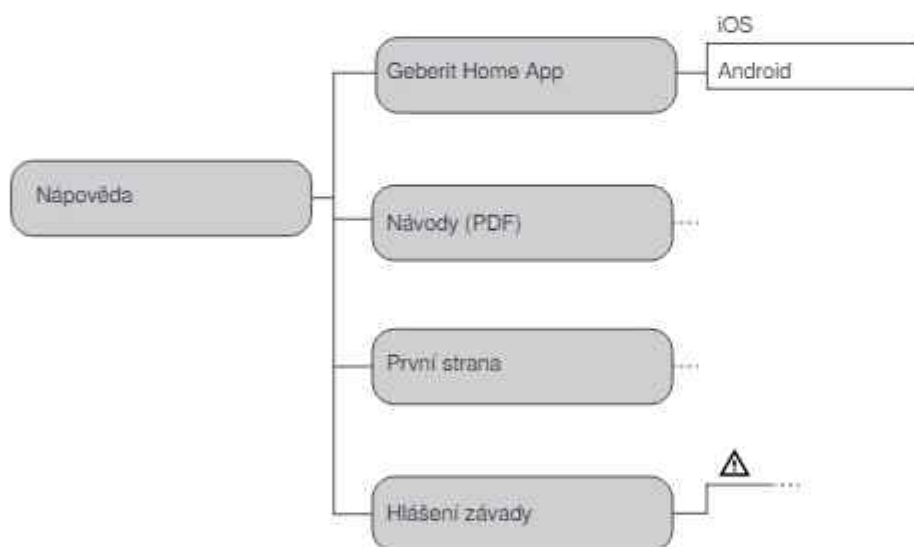 iOS
Geberit Home App
Android
Nápověda
Návody (PDF)
První strana
Hlášení závady